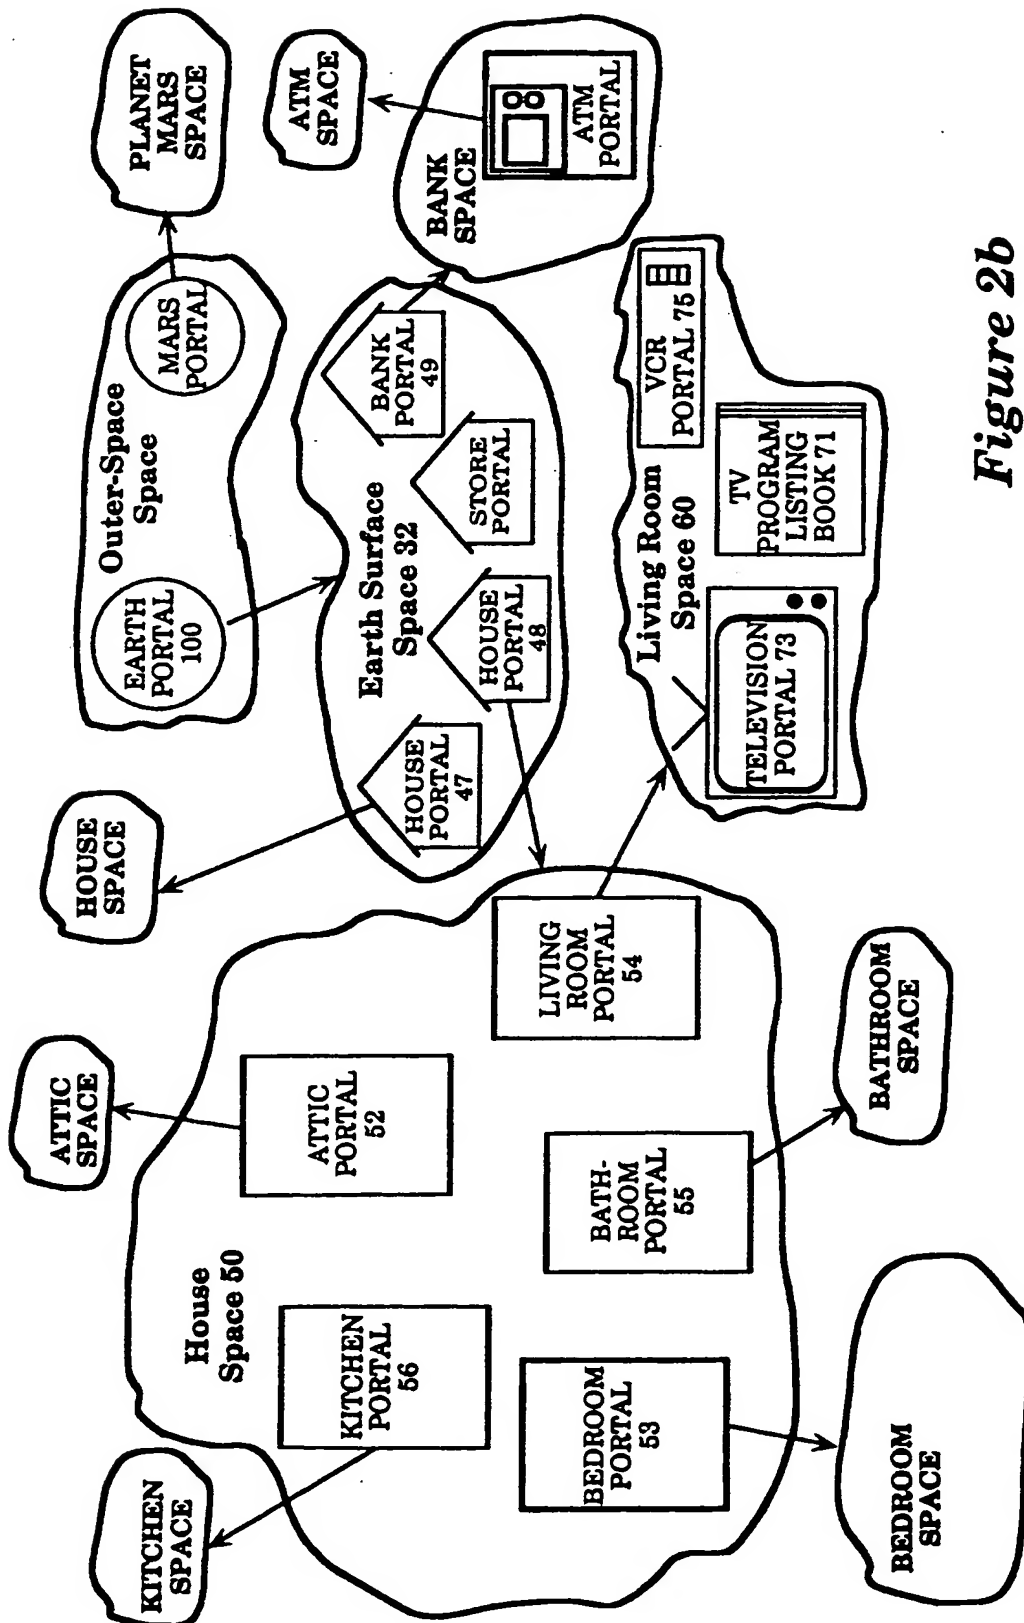 KITCHEN
SPACE
ATTIC
SPACE
HOUSE
SPACE
EARTH
PORTAL
100
Outer-Space
Space
MARS
PORTAL
PLANET
MARS
SPACE
House
Space 50
KITCHEN
PORTAL
56
ATTIC
PORTAL
52
BEDROOM
PORTAL
53
BATH-
ROOM
PORTAL
55
LIVING
ROOM
PORTAL
54
BEDROOM
SPACE
BATHROOM
SPACE
Earth Surface
Space 32
HOUSE
PORTAL
47
HOUSE
PORTAL
48
STORE
PORTAL
BANK
PORTAL
49
ATM
SPACE
BANK
SPACE
ATM
PORTAL
Living Room
Space 60
TELEVISION
PORTAL 73
TV
PROGRAM
LISTING
BOOK 71
VCR
PORTAL 75
Figure 2b